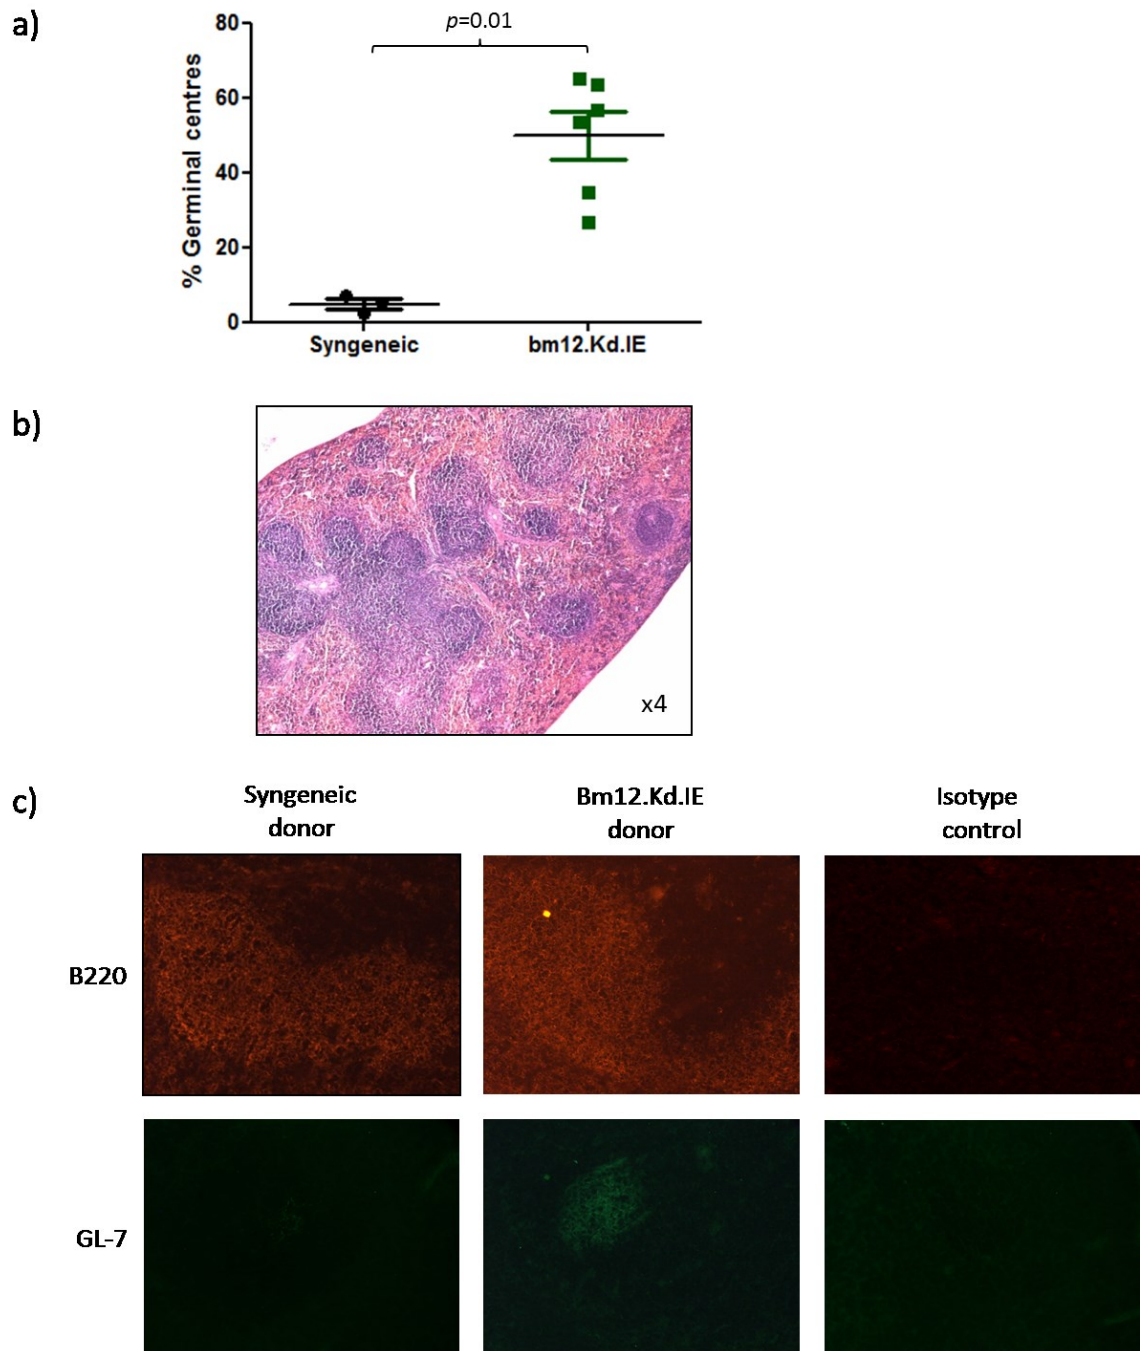 a)
p=0.01
80
60
40
20
0
% Germinal centres
Syngeneic
bm12.Kd.IE
b)
x4
c)
Syngeneic
donor
Bm12.Kd.IE
donor
Isotype
control
B220
GL-7